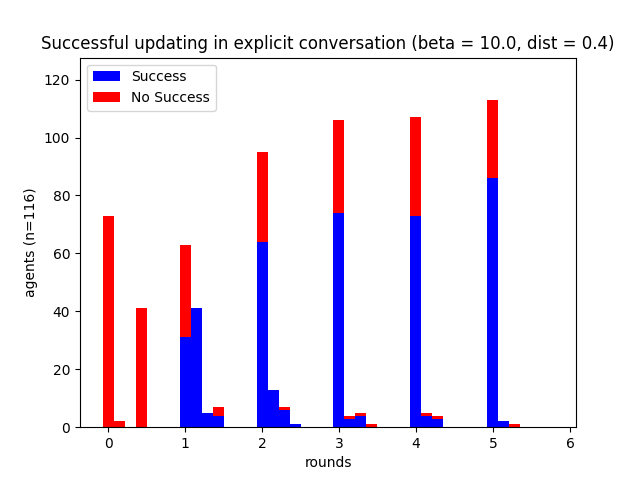 Successful updating in explicit conversation (beta = 10.0, dist = 0.4)
Success
No Success
agents (n=116)
120
100
80
60
40
20
0
0 1 2 3 4 5 6
rounds